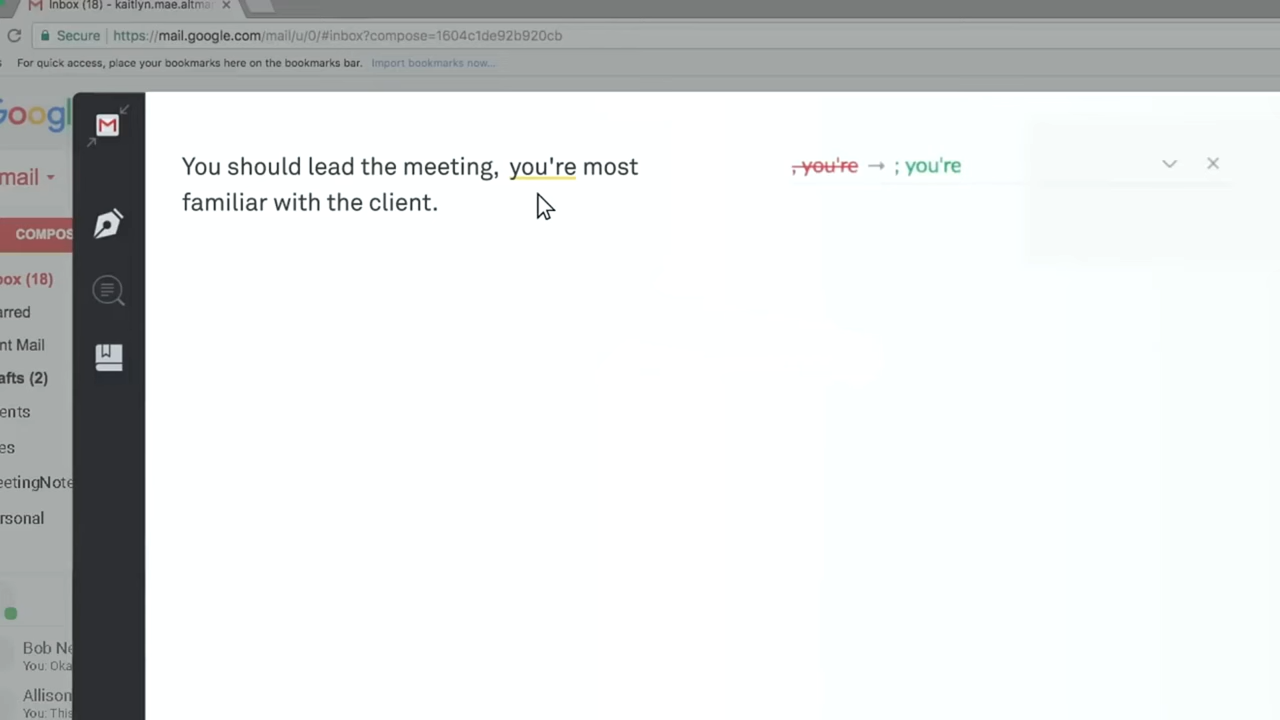 Inbox (18) - kaitlyn.mae.altma
Secure https://mail.google.com/mail/u/0/#inbox?compose=1604c1de92b920cb
For quick access, place your bookmarks here on the bookmarks bar. Import bookmarks now...
Googl
mail
COMPOS
box (18)
arred
nt Mail
afts (2)
ents
es
eetingNote
rsonal
Bob Ne
You: Oka
Allison
You: This
You should lead the meeting, you're most
familiar with the client.
, you're → ; you're